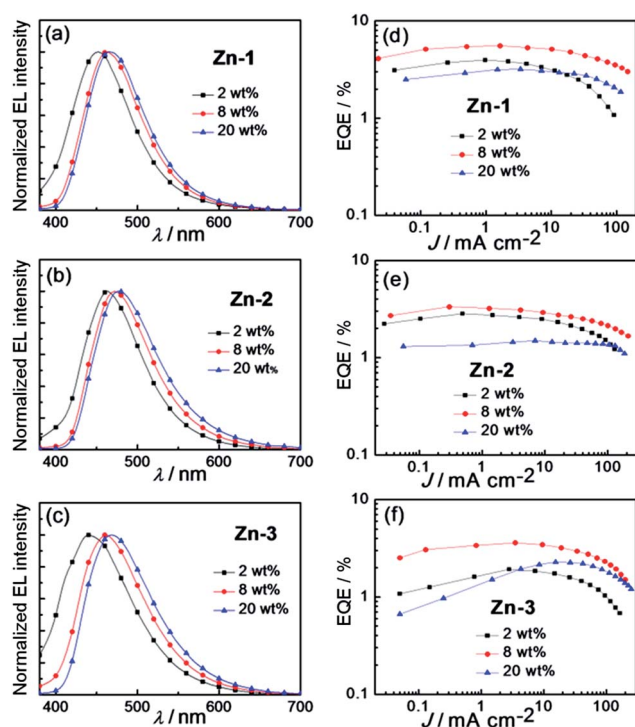 (a)
Zn-1
2 wt%
8 wt%
20 wt%
Normalized EL intensity
400 500 600 700
λ / nm
(d)
10
1
0.1
EQE / %
Zn-1
2 wt%
8 wt%
20 wt%
0.1 1 10 100
J / mA cm-2
(b)
Zn-2
2 wt%
8 wt%
20 wt%
Normalized EL intensity
400 500 600 700
λ / nm
(e)
10
1
0.1
EQE / %
Zn-2
2 wt%
8 wt%
20 wt%
0.1 1 10 100
J / mA cm-2
(c)
Zn-3
2 wt%
8 wt%
20 wt%
Normalized EL intensity
400 500 600 700
λ / nm
(f)
10
1
0.1
EQE / %
Zn-3
2 wt%
8 wt%
20 wt%
0.1 1 10 100
J / mA cm-2